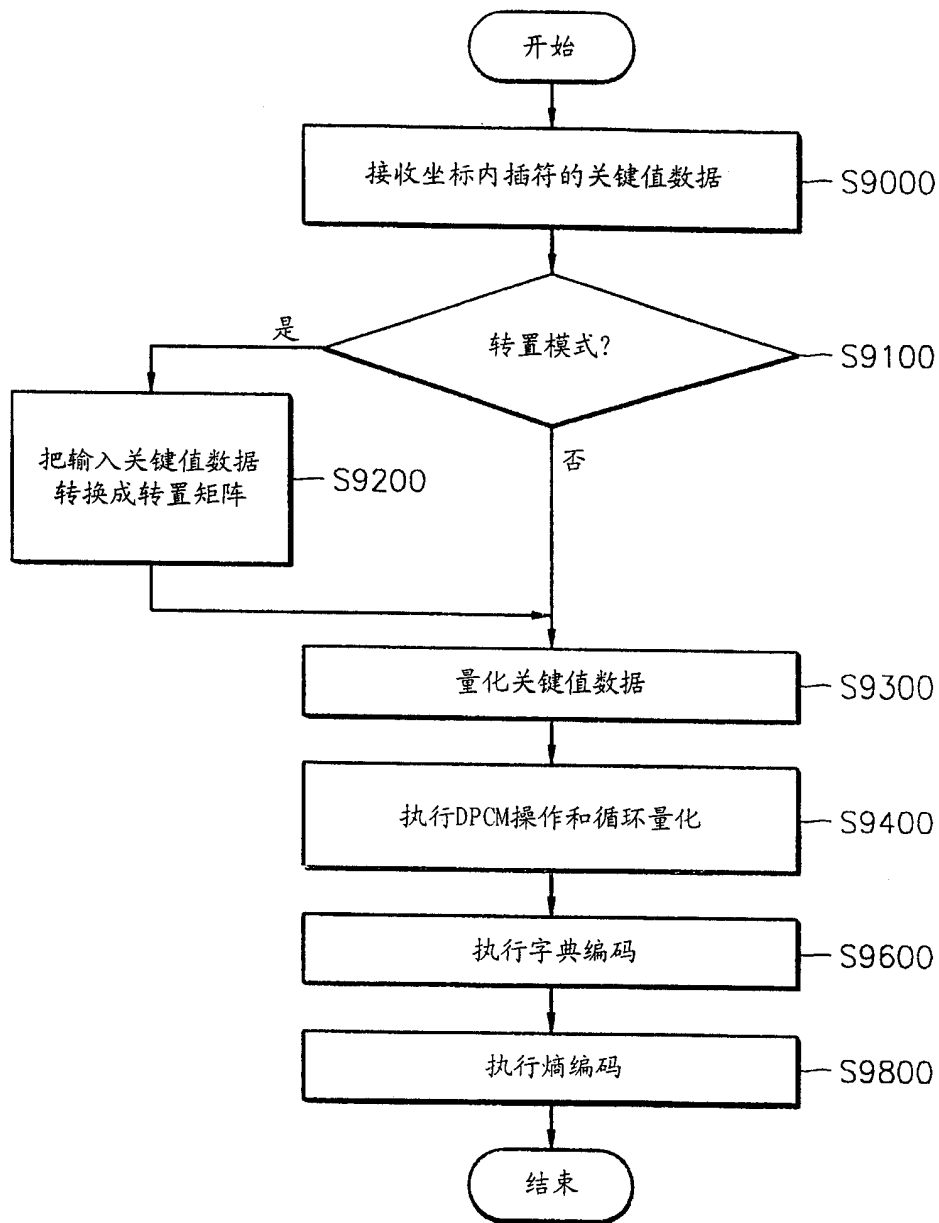 开始
接收坐标内插符的关键值数据
S9000
转置模式?
S9100
是
否
把输入关键值数据
转换成转置矩阵
S9200
量化关键值数据
S9300
执行DPCM操作和循环量化
S9400
执行字典编码
S9600
执行熵编码
S9800
结束